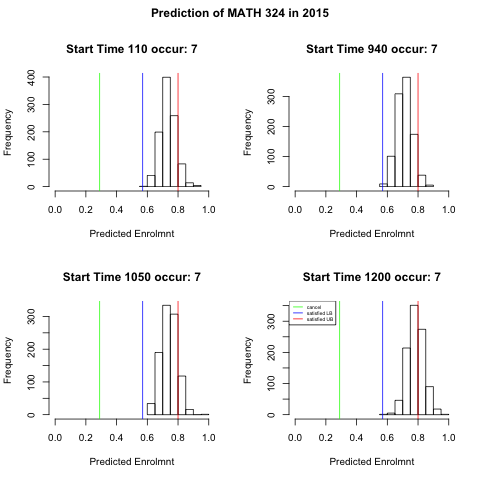 Prediction of MATH 324 in 2015
Start Time 110 occur: 7
Frequency
400
300
200
100
0
0.0 0.2 0.4 0.6 0.8 1.0
Predicted Enrolmnt
Start Time 940 occur: 7
Frequency
300
200
100
0
0.0 0.2 0.4 0.6 0.8 1.0
Predicted Enrolmnt
Start Time 1050 occur: 7
Frequency
300
200
100
0
0.0 0.2 0.4 0.6 0.8 1.0
Predicted Enrolmnt
Start Time 1200 occur: 7
cancel
satisfied LB
satisfied UB
Frequency
300
200
100
0
0.0 0.2 0.4 0.6 0.8 1.0
Predicted Enrolmnt